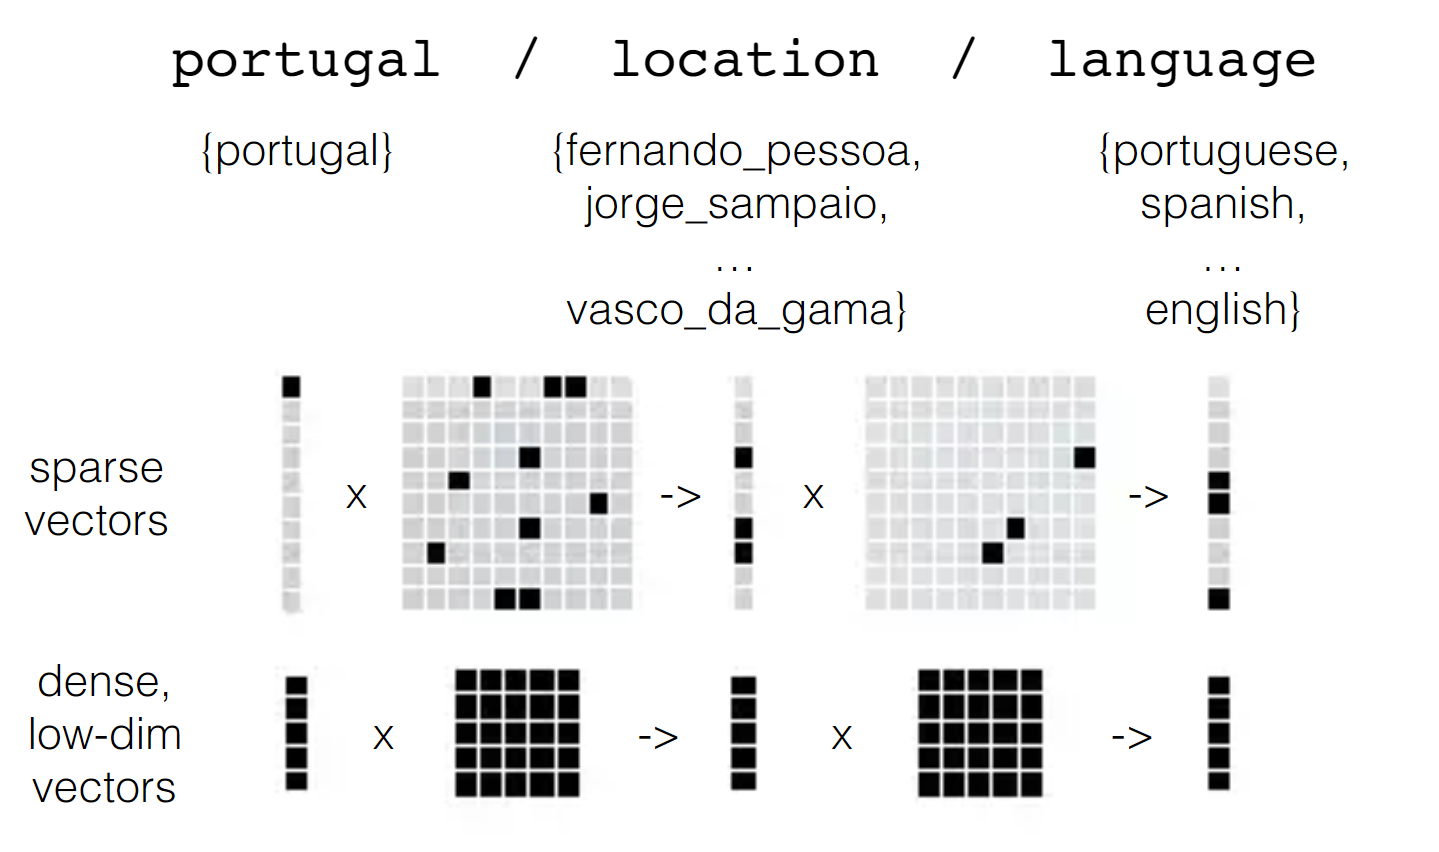 portugal / location / language
{portugal}
{fernando_pessoa,
jorge_sampaio,
...
vasco_da_gama}
{portuguese,
spanish,
...
english}
sparse
vectors
x
->
x
->
dense,
low-dim
vectors
x
->
x
->